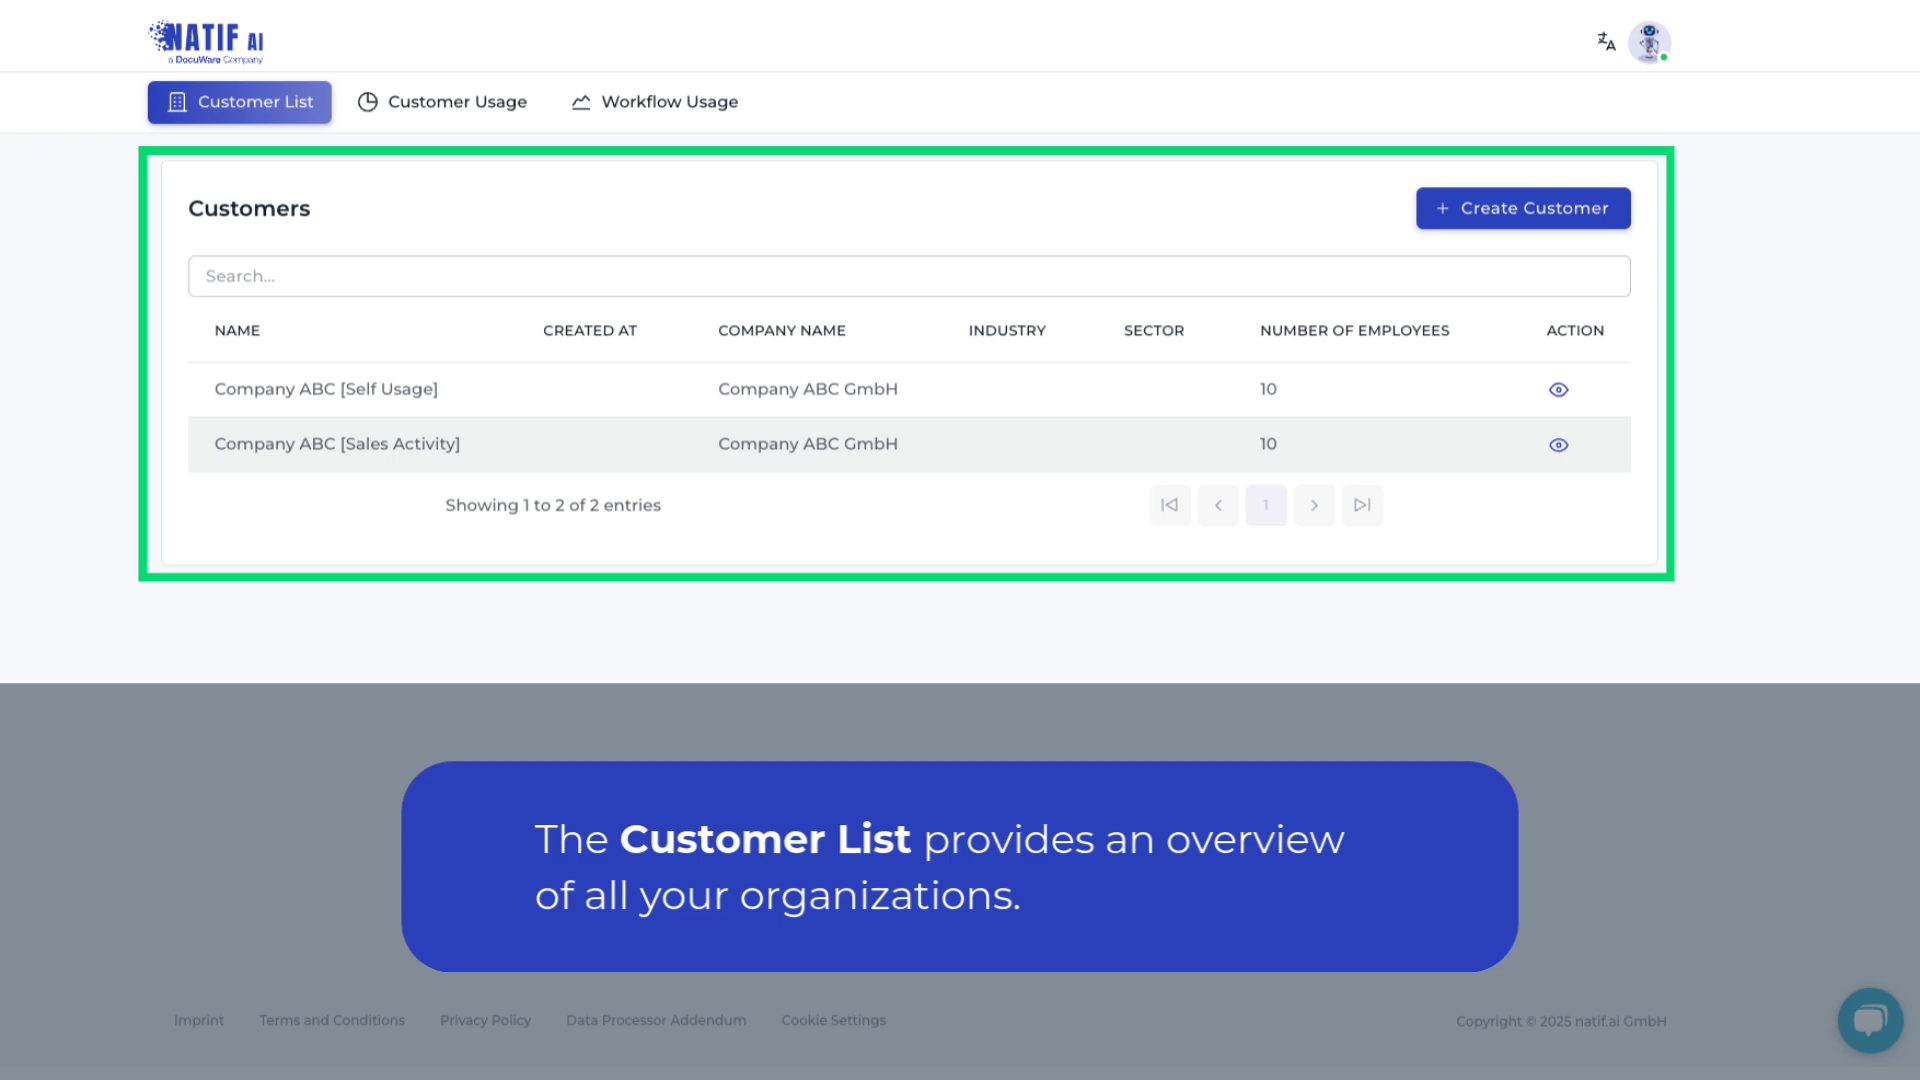 NATIF AI
a DocuWare Company
Customer List
Customer Usage
Workflow Usage
Customers
+ Create Customer
Search...
NAME CREATED AT COMPANY NAME INDUSTRY SECTOR NUMBER OF EMPLOYEES ACTION
Company ABC [Self Usage] Company ABC GmbH 10
Company ABC [Sales Activity] Company ABC GmbH 10
Showing 1 to 2 of 2 entries
1
The Customer List provides an overview
of all your organizations.
Imprint Terms and Conditions Privacy Policy Data Processor Addendum Cookie Settings
Copyright © 2025 natif.ai GmbH